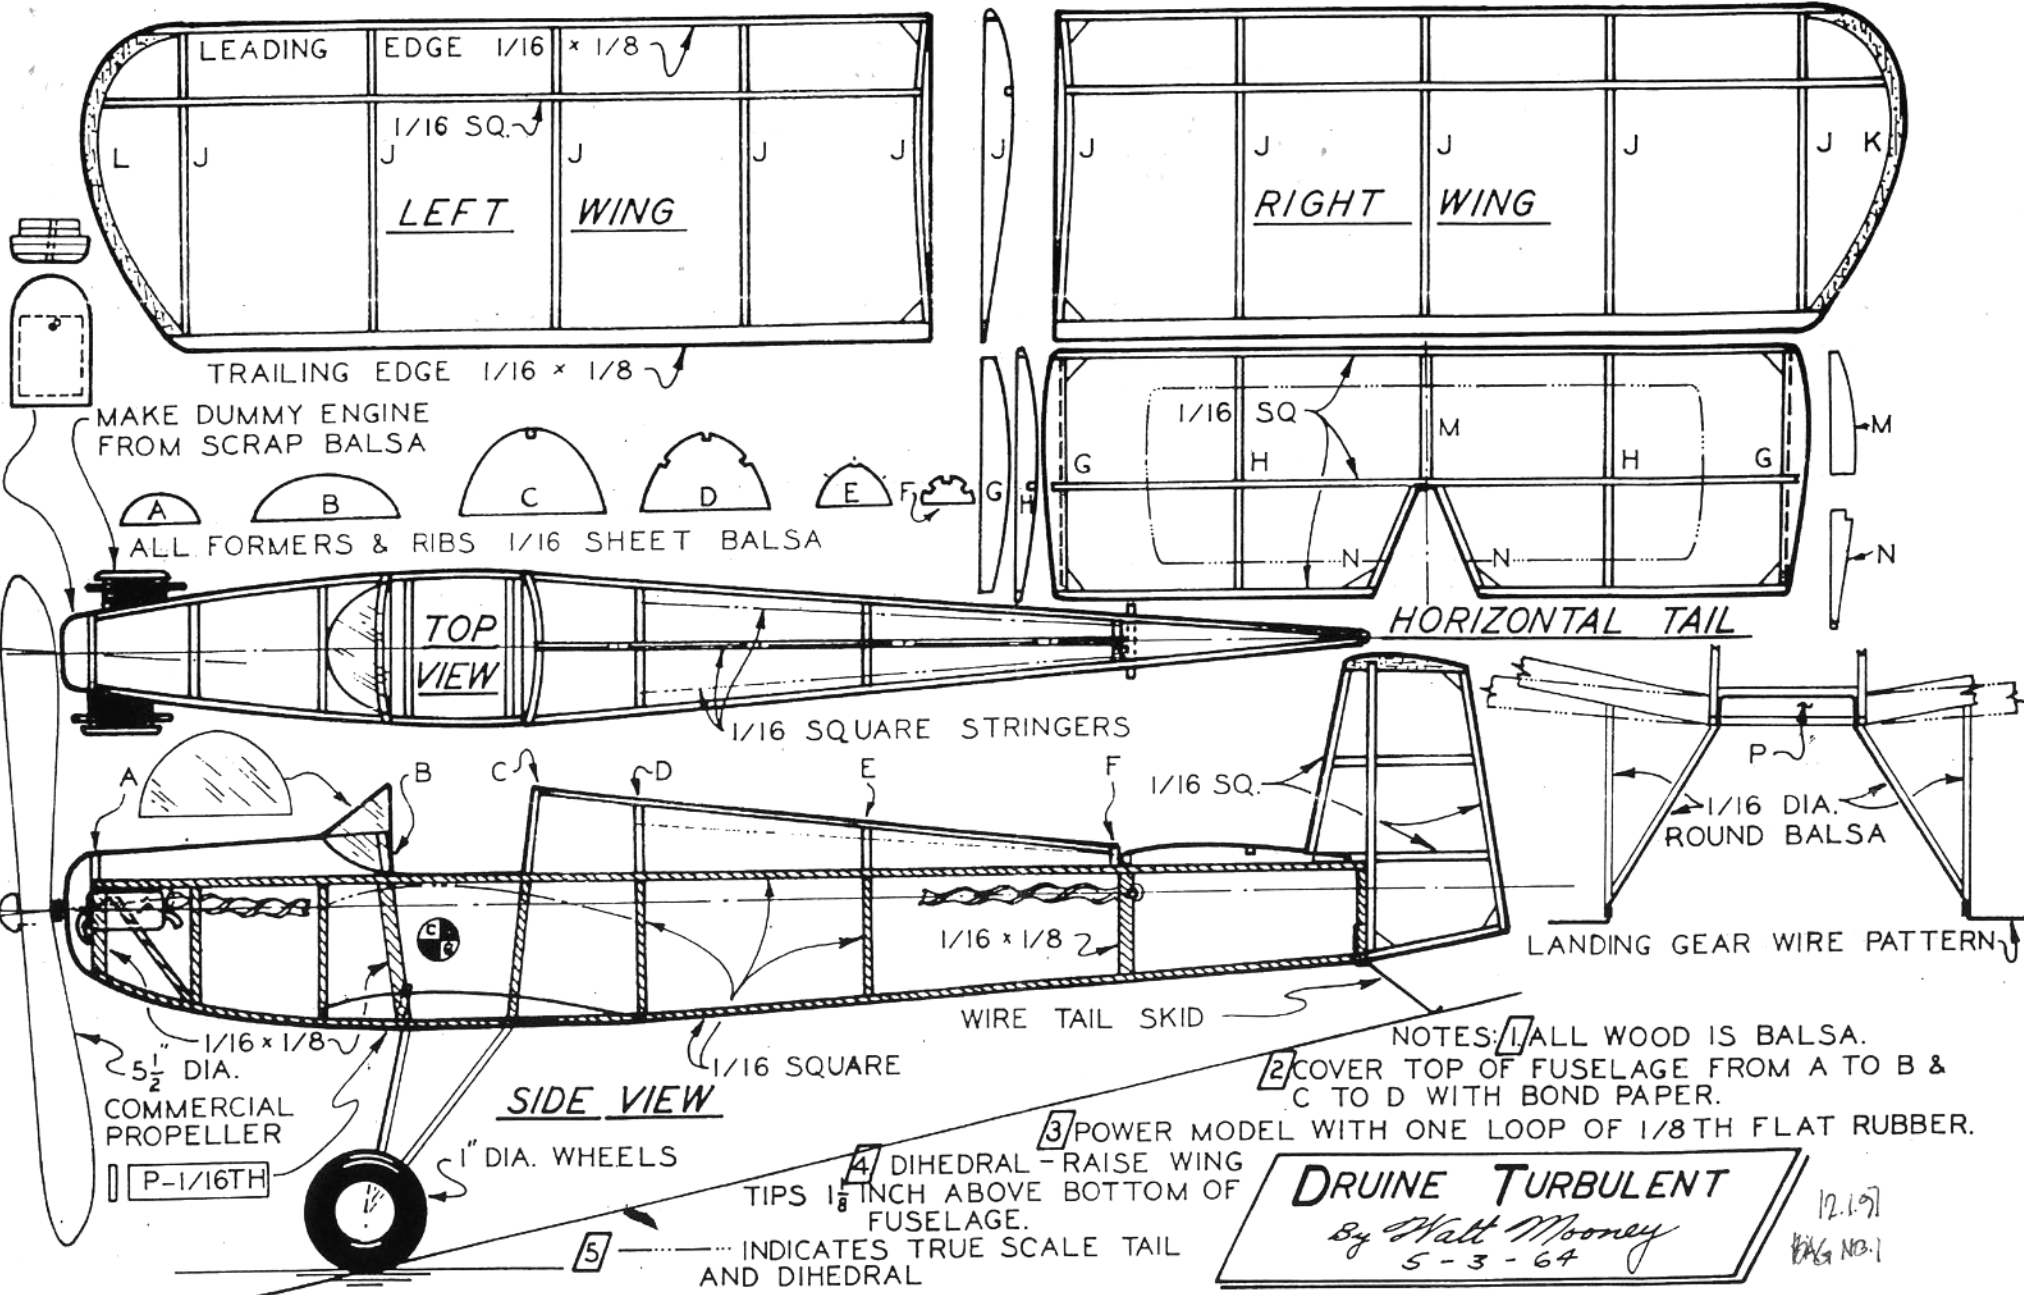 LEADING EDGE 1/16 × 1/8
1/16 SQ.
L J J J J J J J J J J J K
LEFT WING
RIGHT WING
TRAILING EDGE 1/16 × 1/8
MAKE DUMMY ENGINE
FROM SCRAP BALSA
A B C D E F G H
ALL FORMERS & RIBS 1/16 SHEET BALSA
1/16 SQ
M
M
G H H G
N N
N
HORIZONTAL TAIL
TOP
VIEW
1/16 SQUARE STRINGERS
A B C D E F
1/16 SQ.
P
1/16 DIA.
ROUND BALSA
C G
1/16 × 1/8
LANDING GEAR WIRE PATTERN
WIRE TAIL SKID
1/16 × 1/8
1/16 SQUARE
5 1/2" DIA.
COMMERCIAL
PROPELLER
P-1/16TH
SIDE VIEW
1" DIA. WHEELS
NOTES: 1 ALL WOOD IS BALSA.
2 COVER TOP OF FUSELAGE FROM A TO B &
C TO D WITH BOND PAPER.
3 POWER MODEL WITH ONE LOOP OF 1/8TH FLAT RUBBER.
4 DIHEDRAL - RAISE WING
TIPS 1 1/8 INCH ABOVE BOTTOM OF
FUSELAGE.
5 INDICATES TRUE SCALE TAIL
AND DIHEDRAL
DRUINE TURBULENT
By Walt Mooney
5-3-64
BAG NO.1